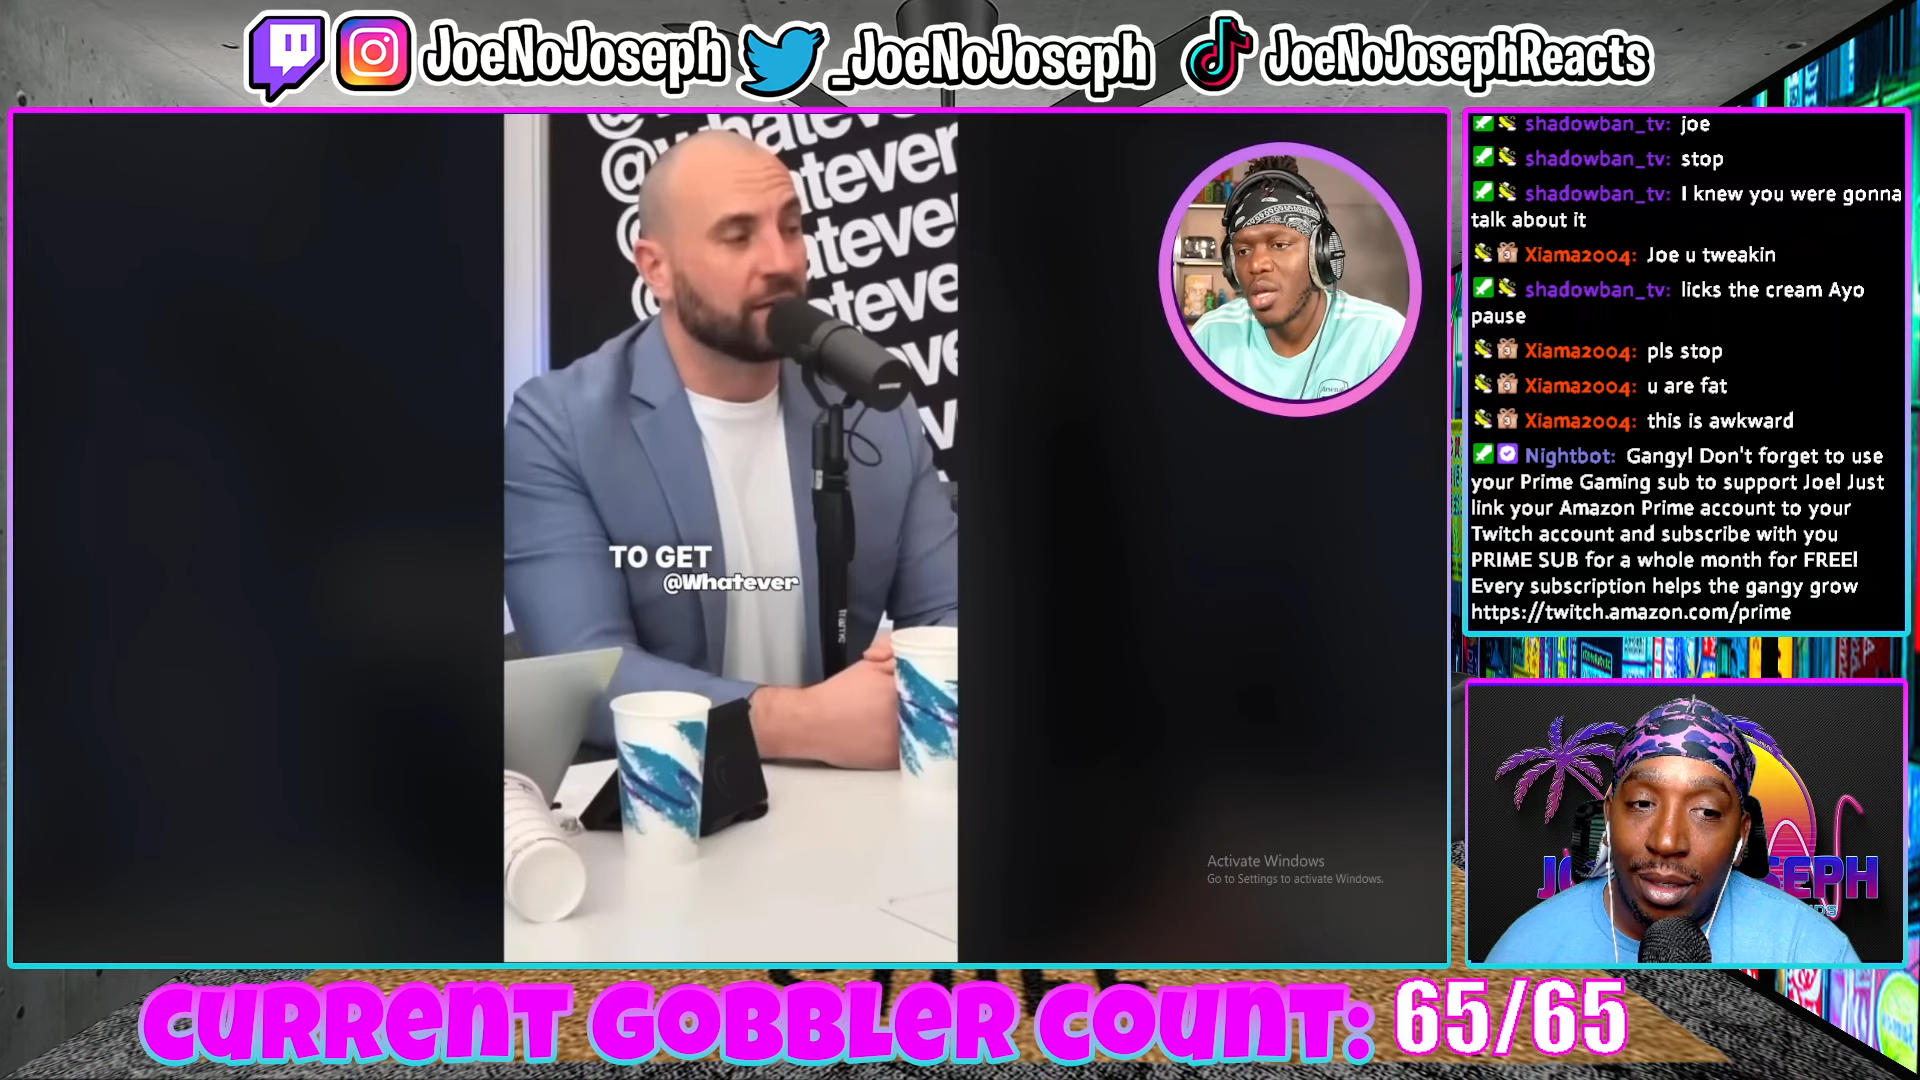 JoeNoJoseph
_JoeNoJoseph
JoeNoJosephReacts
@whatever
TO GET
@Whatever
Activate Windows
Go to Settings to activate Windows.
shadowban_tv: joe
shadowban_tv: stop
shadowban_tv: I knew you were gonna
talk about it
Xiama2004: Joe u tweakin
shadowban_tv: licks the cream Ayo
pause
Xiama2004: pls stop
Xiama2004: u are fat
Xiama2004: this is awkward
Nightbot: Gangy! Don't forget to use
your Prime Gaming sub to support Joe! Just
link your Amazon Prime account to your
Twitch account and subscribe with you
PRIME SUB for a whole month for FREE!
Every subscription helps the gangy grow
https://twitch.amazon.com/prime
CURRENT GOBBLER COUNT: 65/65